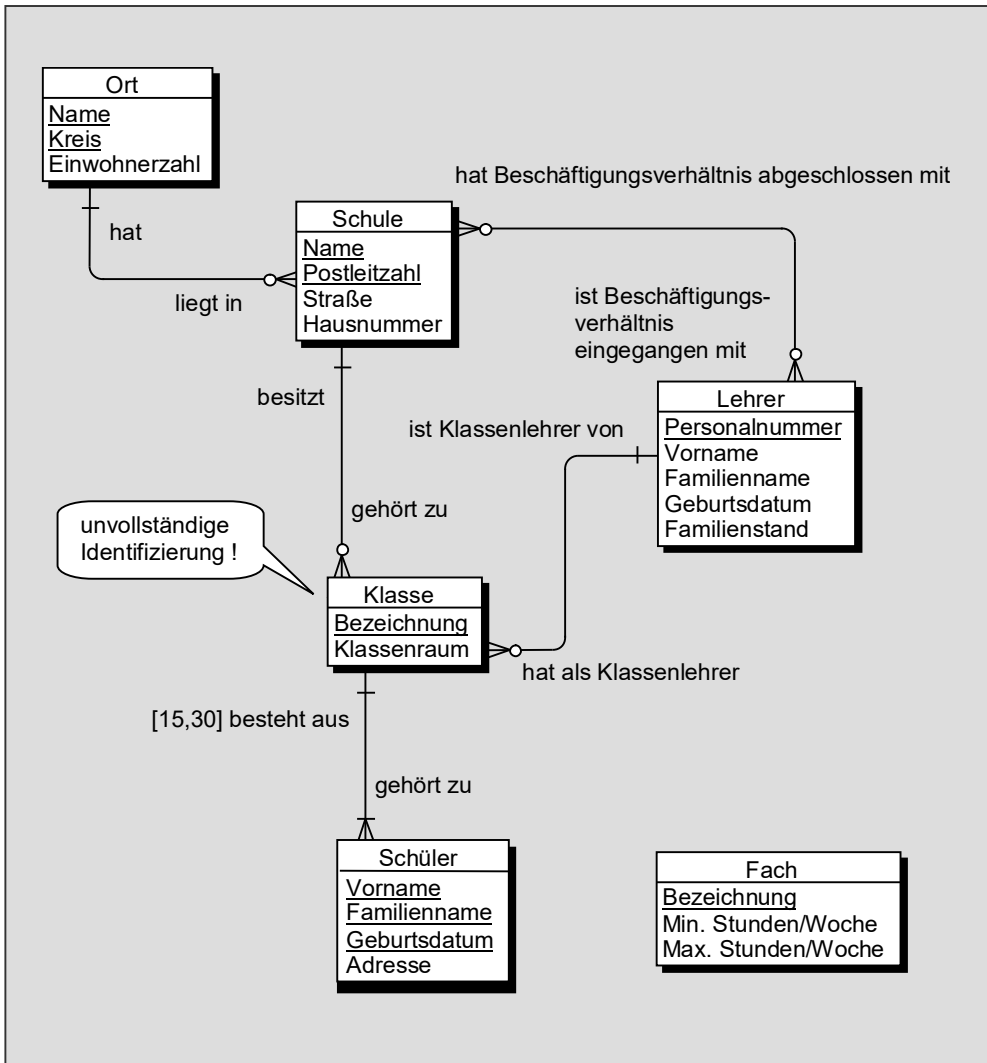 Ort
Name
Kreis
Einwohnerzahl
hat Beschäftigungsverhältnis abgeschlossen mit
hat
liegt in
Schule
Name
Postleitzahl
Straße
Hausnummer
ist Beschäftigungs-
verhältnis
eingegangen mit
besitzt
Lehrer
Personalnummer
Vorname
Familienname
Geburtsdatum
Familienstand
ist Klassenlehrer von
gehört zu
unvollständige
Identifizierung !
Klasse
Bezeichnung
Klassenraum
hat als Klassenlehrer
[15,30] besteht aus
gehört zu
Schüler
Vorname
Familienname
Geburtsdatum
Adresse
Fach
Bezeichnung
Min. Stunden/Woche
Max. Stunden/Woche